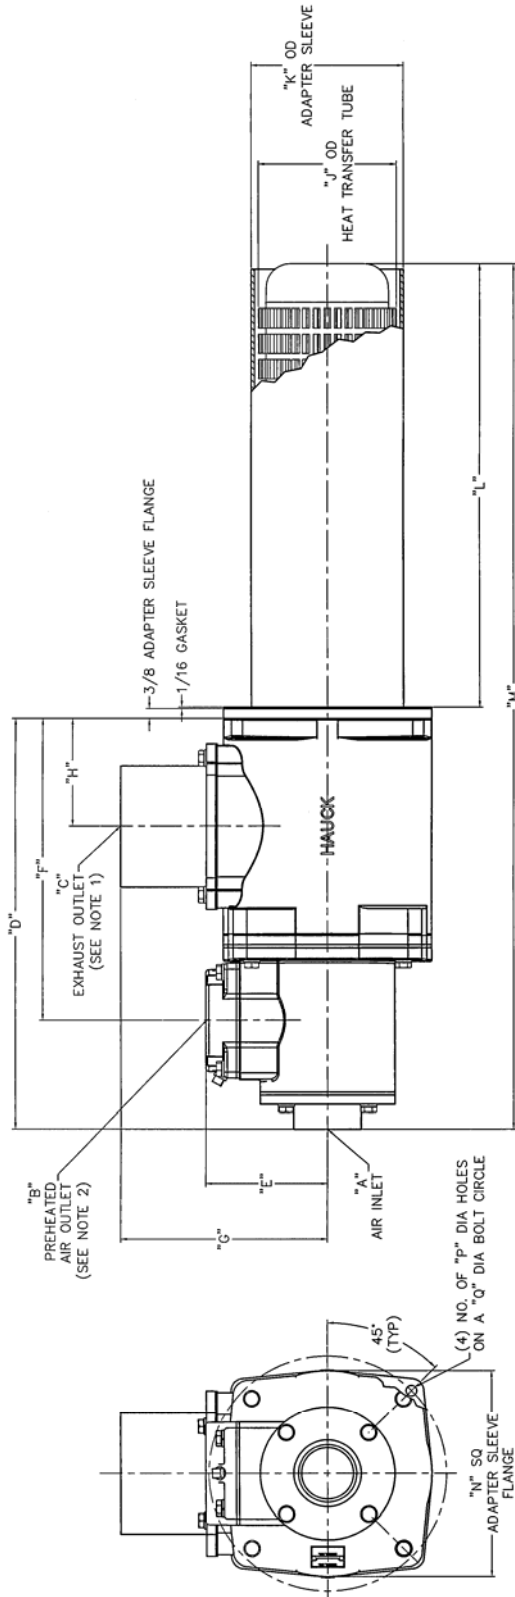 "D"
"F"
"H"
"C"
EXHAUST OUTLET
(SEE NOTE 1)
3/8 ADAPTER SLEEVE FLANGE
1/16 GASKET
"K" OD
ADAPTER SLEEVE
"J" OD
HEAT TRANSFER TUBE
"B"
PREHEATED
AIR OUTLET
(SEE NOTE 2)
"G"
"E"
"A"
AIR INLET
HAUCK
"L"
"M"
45°
(TYP)
(4) NO. OF "P" DIA HOLES
ON A "Q" DIA BOLT CIRCLE
"N" SQ
ADAPTER SLEEVE
FLANGE